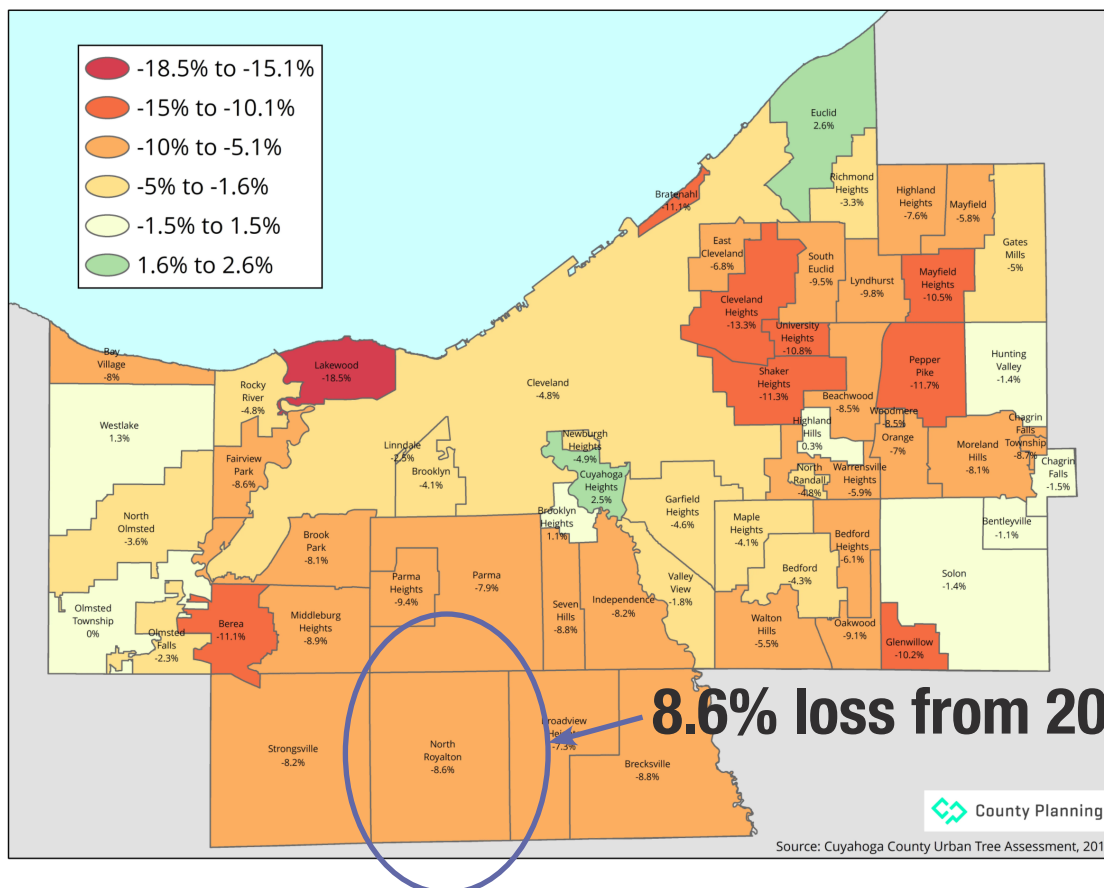 -18.5% to -15.1%
-15% to -10.1%
-10% to -5.1%
-5% to -1.6%
-1.5% to 1.5%
1.6% to 2.6%
Euclid
2.6%
Richmond
Heights
-3.3%
Highland
Heights
-7.6%
Mayfield
-5.8%
Gates
Mills
-5%
Bratenahl
-11.1%
East
Cleveland
-6.8%
South
Euclid
-9.5%
Lyndhurst
-9.8%
Mayfield
Heights
-10.5%
Cleveland
Heights
-13.3%
University
Heights
-10.8%
Shaker
Heights
-11.3%
Pepper
Pike
-11.7%
Hunting
Valley
-1.4%
Bay
Village
-8%
Lakewood
-18.5%
Rocky
River
-4.8%
Cleveland
-4.8%
Beachwood
-8.5%
Woodmere
-8.5%
Orange
-7%
Moreland
Hills
-8.1%
Chagrin
Falls
Township
-8.7%
Chagrin
Falls
-1.5%
Westlake
1.3%
Fairview
Park
-8.6%
Linndale
-2.5%
Brooklyn
-4.1%
Newburgh
Heights
-4.9%
Cuyahoga
Heights
2.5%
Highland
Hills
0.3%
North
Randall
-4.8%
Warrensville
Heights
-5.9%
North
Olmsted
-3.6%
Brooklyn
Heights
1.1%
Garfield
Heights
-4.6%
Maple
Heights
-4.1%
Bedford
Heights
-6.1%
Bentleyville
-1.1%
Brook
Park
-8.1%
Parma
Heights
-9.4%
Parma
-7.9%
Bedford
-4.3%
Solon
-1.4%
Valley
View
-1.8%
Olmsted
Township
0%
Olmsted
Falls
-2.3%
Berea
-11.1%
Middleburg
Heights
-8.9%
Seven
Hills
-8.8%
Independence
-8.2%
Walton
Hills
-5.5%
Oakwood
-9.1%
Glenwillow
-10.2%
8.6% loss from 20
Strongsville
-8.2%
North
Royalton
-8.6%
Broadview
Heights
-7.3%
Brecksville
-8.8%
County Planning
Source: Cuyahoga County Urban Tree Assessment, 201